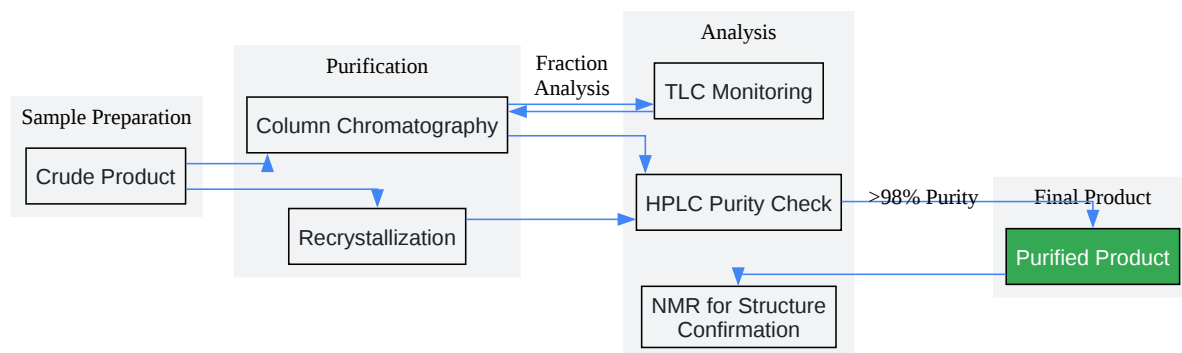 Sample Preparation
Crude Product
Purification
Column Chromatography
Recrystallization
Fraction
Analysis
Analysis
TLC Monitoring
HPLC Purity Check
NMR for Structure
Confirmation
>98% Purity
Final Product
Purified Product